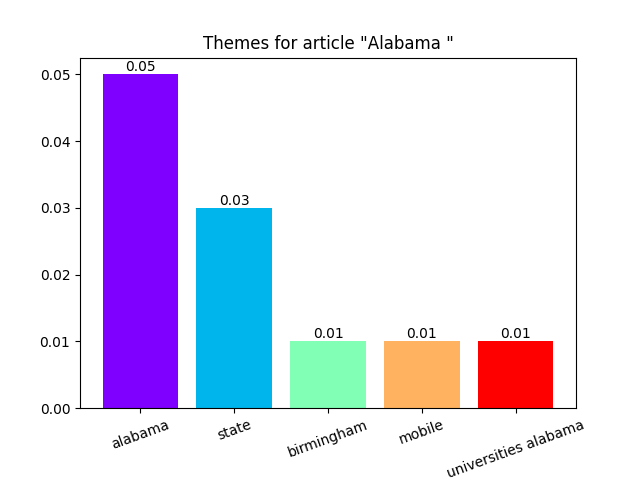 Themes for article "Alabama "
0.05
0.04
0.03
0.02
0.01
0.00
0.05
0.03
0.01
0.01
0.01
alabama
state
birmingham
mobile
universities alabama